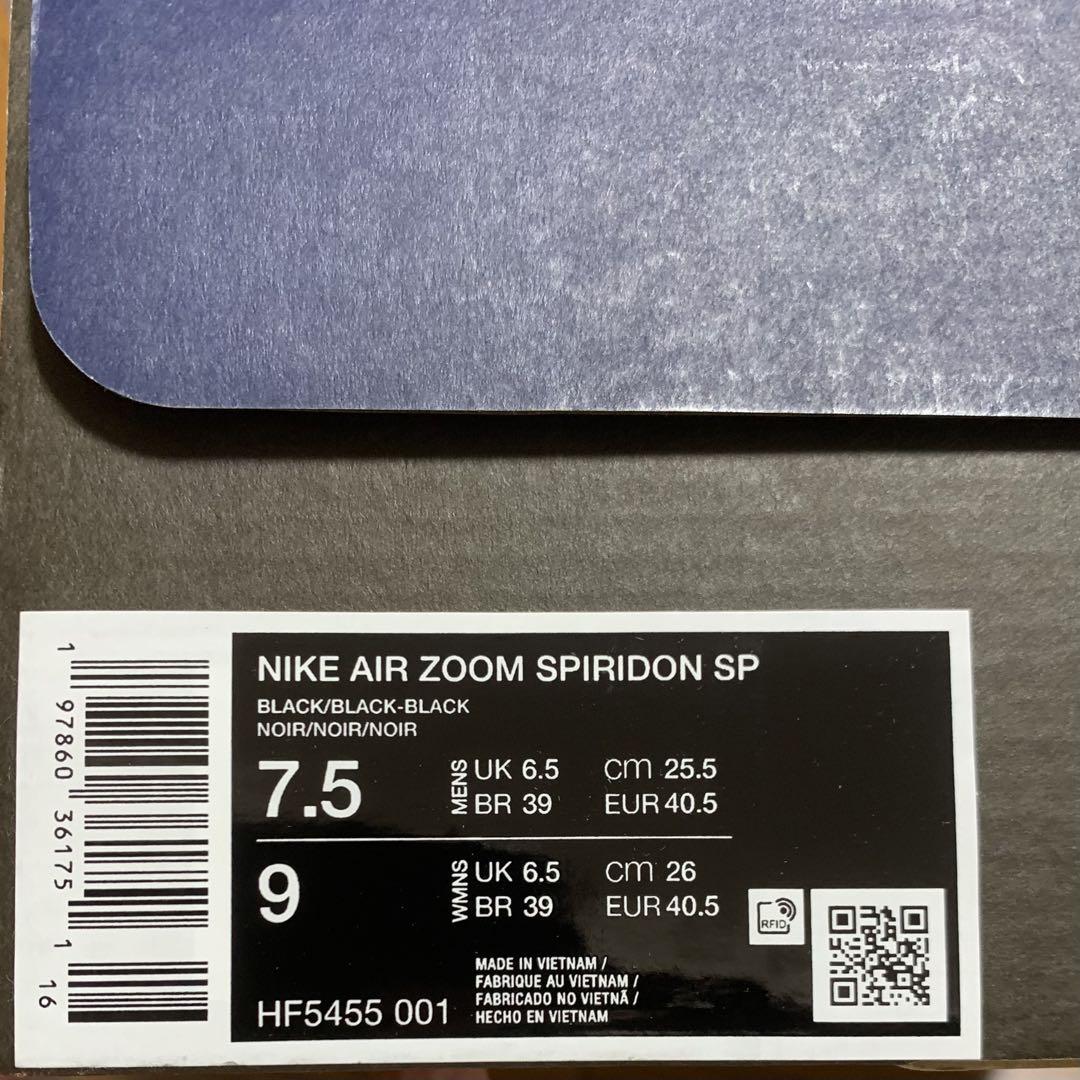 NIKE AIR ZOOM SPIRIDON SP
BLACK/BLACK-BLACK
NOIR/NOIR/NOIR
7.5 MENS UK 6.5 cm 25.5
BR 39 EUR 40.5
9 WMNS UK 6.5 cm 26
BR 39 EUR 40.5
RFID
MADE IN VIETNAM /
FABRIQUE AU VIETNAM /
FABRICADO NO VIETNÃ /
HECHO EN VIETNAM
HF5455 001
1 97860 36175 1 16